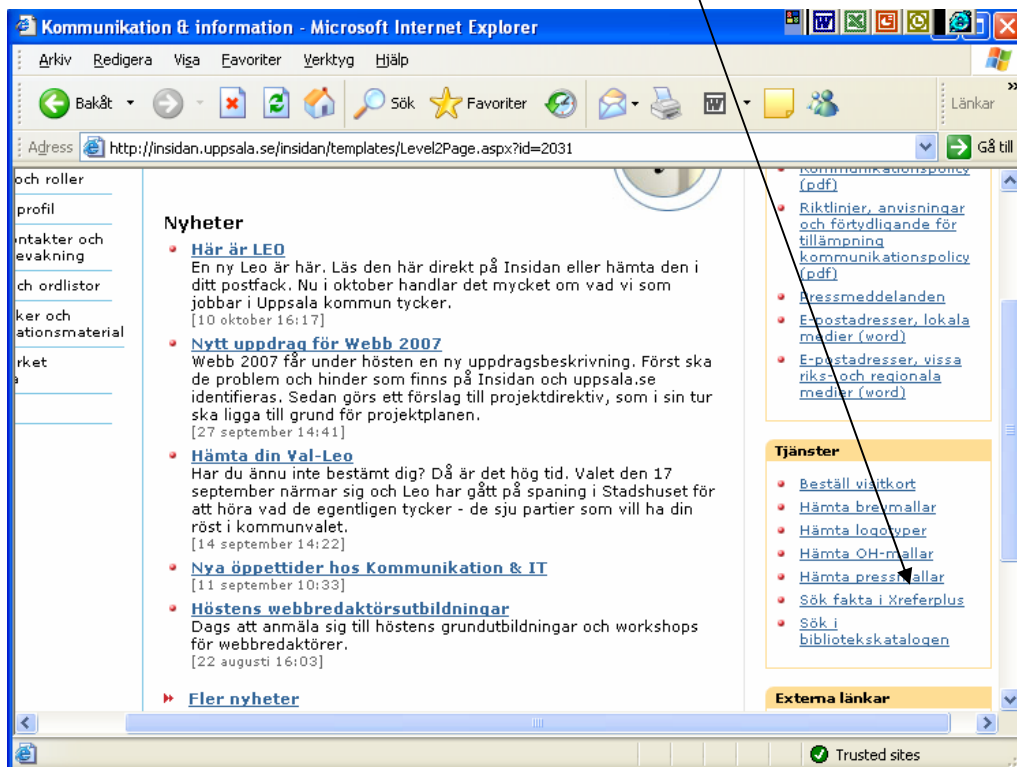 Kommunikation & information - Microsoft Internet Explorer
Arkiv Redigera Visa Favoriter Verktyg Hjälp
Bakåt Sök Favoriter Länkar
Adress http://insidan.uppsala.se/insidan/templates/Level2Page.aspx?id=2031 Gå till
och roller
profil
ontakter och
evakning
ch ordlistor
ker och
ationsmaterial
rket
Nyheter
Här är LEO
En ny Leo är här. Läs den här direkt på Insidan eller hämta den i
ditt postfack. Nu i oktober handlar det mycket om vad vi som
jobbar i Uppsala kommun tycker.
[10 oktober 16:17]
Nytt uppdrag för Webb 2007
Webb 2007 får under hösten en ny uppdragsbeskrivning. Först ska
de problem och hinder som finns på Insidan och uppsala.se
identifieras. Sedan görs ett förslag till projektdirektiv, som i sin tur
ska ligga till grund för projektplanen.
[27 september 14:41]
Hämta din Val-Leo
Har du ännu inte bestämt dig? Då är det hög tid. Valet den 17
september närmar sig och Leo har gått på spaning i Stadshuset för
att höra vad de egentligen tycker - de sju partier som vill ha din
röst i kommunvalet.
[14 september 14:22]
Nya öppettider hos Kommunikation & IT
[11 september 10:33]
Höstens webbredaktörsutbildningar
Dags att anmäla sig till höstens grundutbildningar och workshops
för webbredaktörer.
[22 augusti 16:03]
Fler nyheter
Kommunikationspolicy
(pdf)
Riktlinjer, anvisningar
och förtydligande för
tillämpning
kommunikationspolicy
(pdf)
Pressmeddelanden
E-postadresser, lokala
medier (word)
E-postadresser, vissa
riks- och regionala
medier (word)
Tjänster
Beställ visitkort
Hämta brevmallar
Hämta logotyper
Hämta OH-mallar
Hämta pressmallar
Sök fakta i Xreferplus
Sök i
bibliotekskatalogen
Externa länkar
Trusted sites